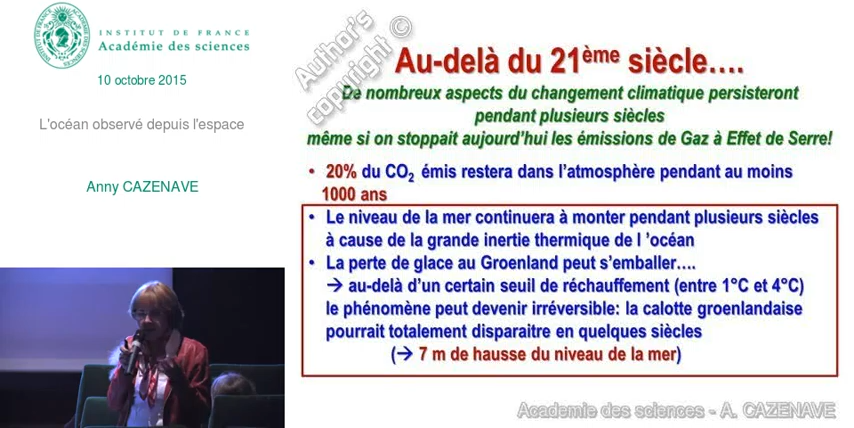 INSTITUT DE FRANCE
Académie des sciences
10 octobre 2015
L'océan observé depuis l'espace
Anny CAZENAVE
Author's
copyright ©
Au-delà du 21ème siècle….
De nombreux aspects du changement climatique persisteront
pendant plusieurs siècles
même si on stoppait aujourd'hui les émissions de Gaz à Effet de Serre!
• 20% du CO2 émis restera dans l'atmosphère pendant au moins
1000 ans
• Le niveau de la mer continuera à monter pendant plusieurs siècles
à cause de la grande inertie thermique de l 'océan
• La perte de glace au Groenland peut s'emballer….
→ au-delà d'un certain seuil de réchauffement (entre 1°C et 4°C)
le phénomène peut devenir irréversible: la calotte groenlandaise
pourrait totalement disparaitre en quelques siècles
(→ 7 m de hausse du niveau de la mer)
Academie des sciences - A. CAZENAVE